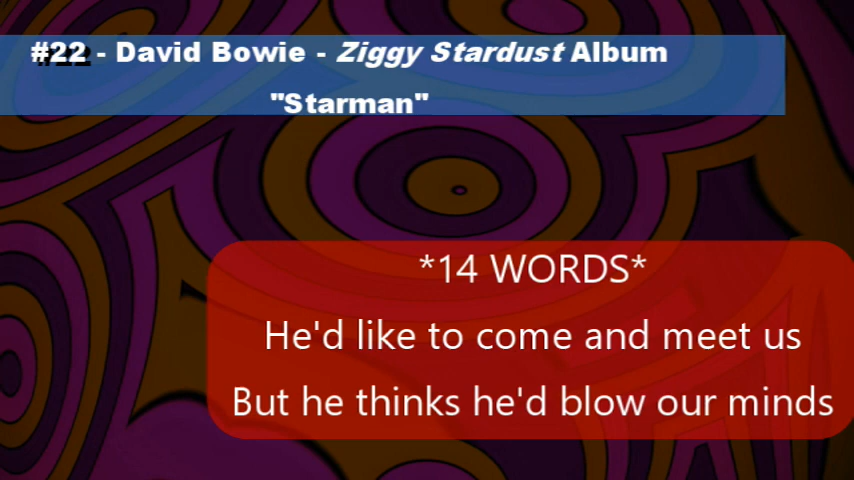 #22 - David Bowie - Ziggy Stardust Album
"Starman"
*14 WORDS*
He'd like to come and meet us
But he thinks he'd blow our minds